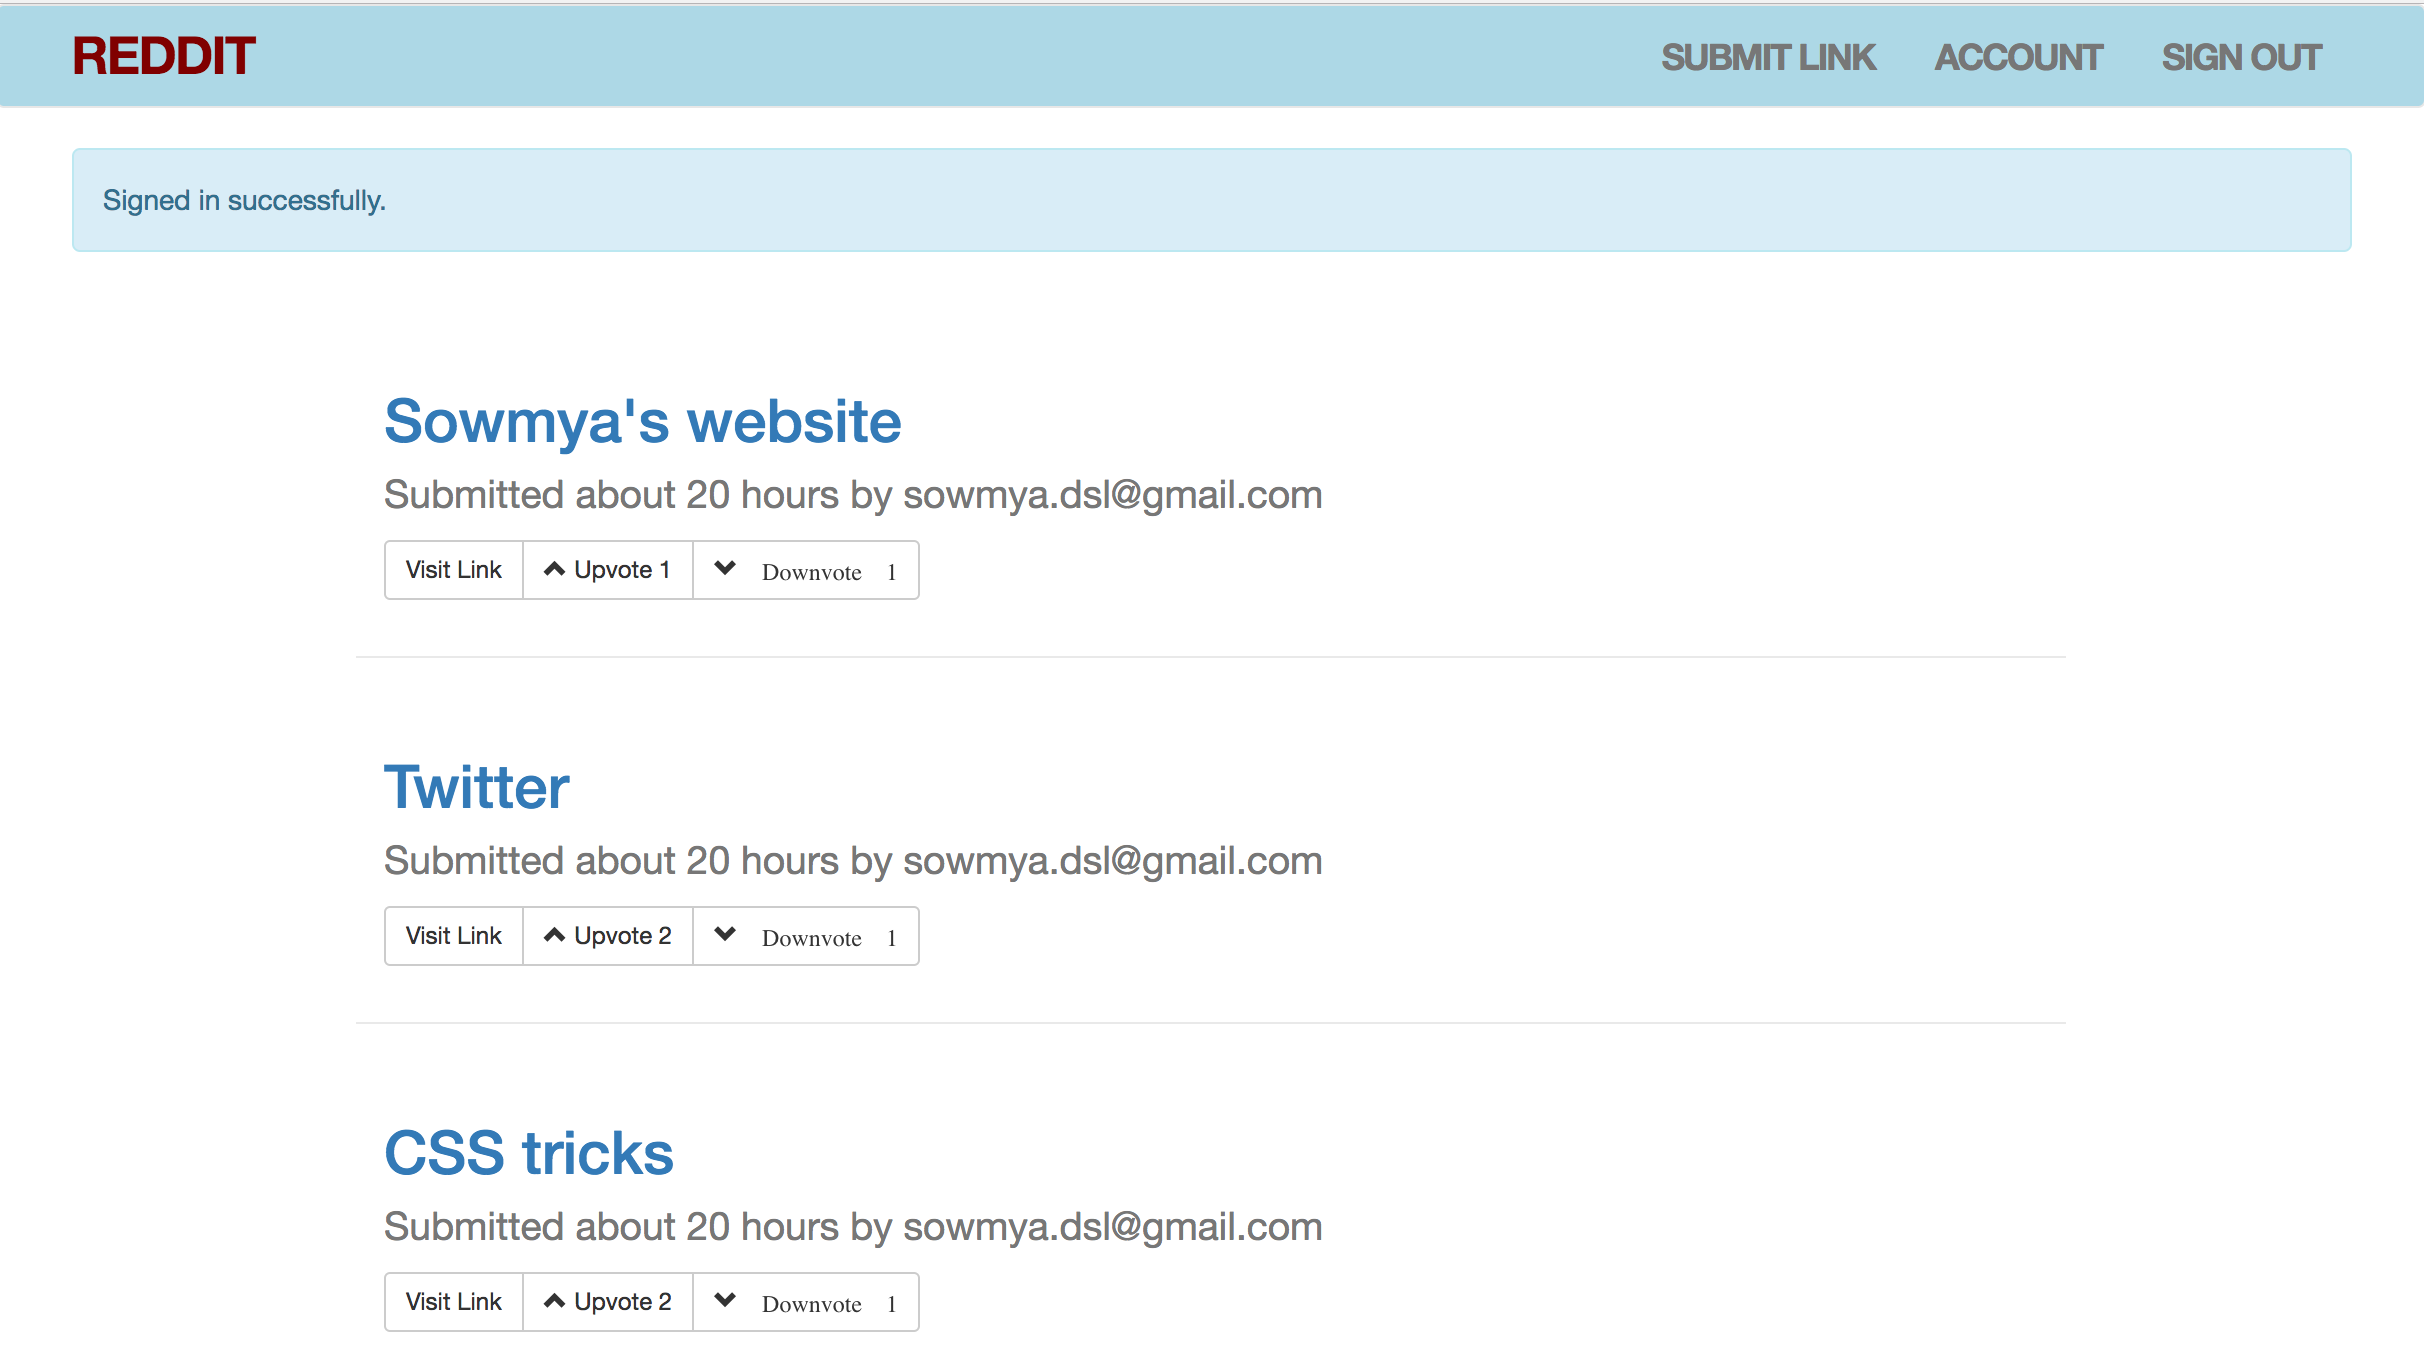 REDDIT SUBMIT LINK ACCOUNT SIGN OUT
Signed in successfully.
Sowmya's website
Submitted about 20 hours by sowmya.dsl@gmail.com
Visit Link Upvote 1 Downvote 1
Twitter
Submitted about 20 hours by sowmya.dsl@gmail.com
Visit Link Upvote 2 Downvote 1
CSS tricks
Submitted about 20 hours by sowmya.dsl@gmail.com
Visit Link Upvote 2 Downvote 1